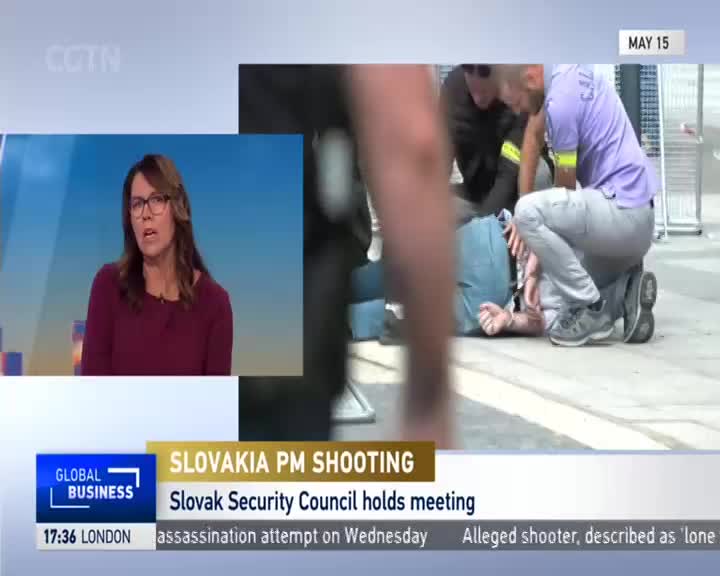 CGTN
MAY 15
SLOVAKIA PM SHOOTING
GLOBAL
BUSINESS
Slovak Security Council holds meeting
17:36 LONDON
assassination attempt on Wednesday Alleged shooter, described as 'lone